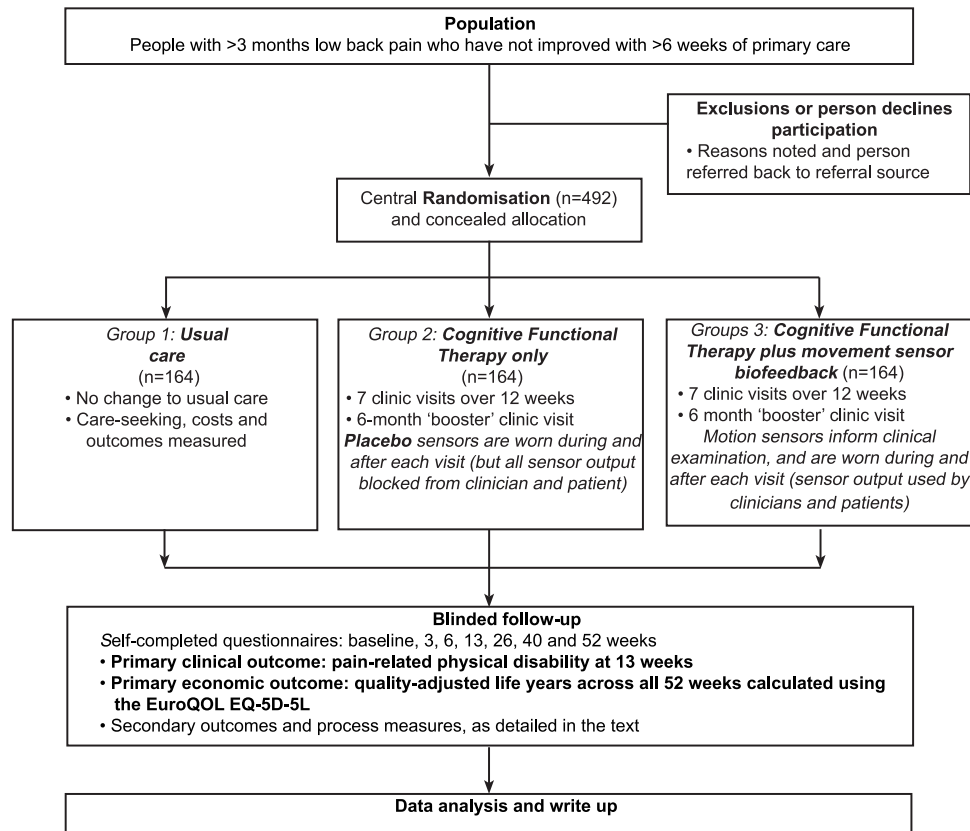 Population
People with >3 months low back pain who have not improved with >6 weeks of primary care
Exclusions or person declines
participation
• Reasons noted and person
referred back to referral source
Central Randomisation (n=492)
and concealed allocation
Group 1: Usual
care
(n=164)
• No change to usual care
• Care-seeking, costs and
outcomes measured
Group 2: Cognitive Functional
Therapy only
(n=164)
• 7 clinic visits over 12 weeks
• 6-month ‘booster’ clinic visit
Placebo sensors are worn during and
after each visit (but all sensor output
blocked from clinician and patient)
Groups 3: Cognitive Functional
Therapy plus movement sensor
biofeedback (n=164)
• 7 clinic visits over 12 weeks
• 6 month ‘booster’ clinic visit
Motion sensors inform clinical
examination, and are worn during and
after each visit (sensor output used by
clinicians and patients)
Blinded follow-up
Self-completed questionnaires: baseline, 3, 6, 13, 26, 40 and 52 weeks
• Primary clinical outcome: pain-related physical disability at 13 weeks
• Primary economic outcome: quality-adjusted life years across all 52 weeks calculated using
the EuroQOL EQ-5D-5L
• Secondary outcomes and process measures, as detailed in the text
Data analysis and write up